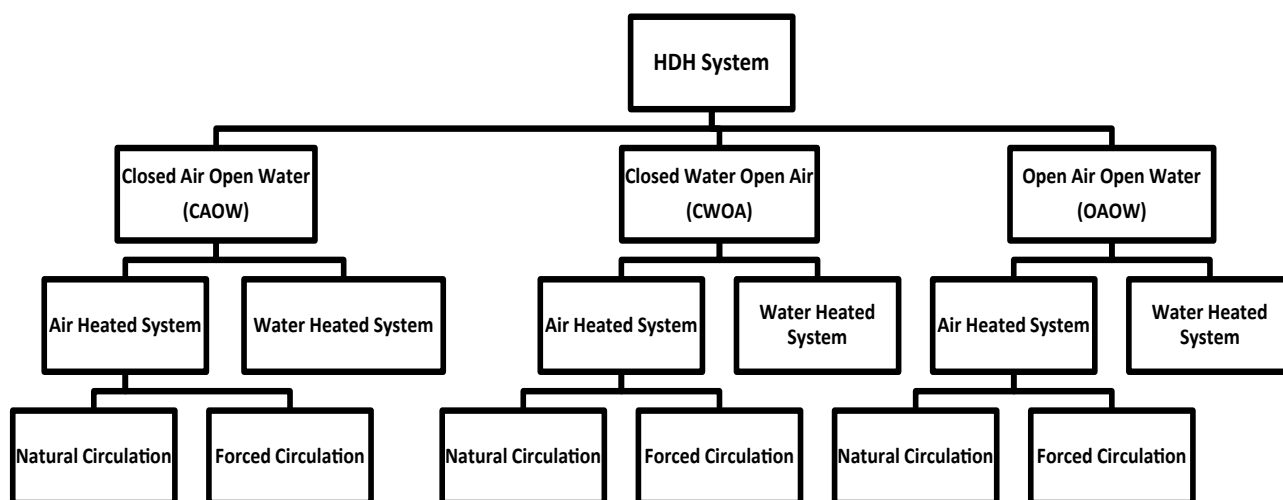 HDH System
Closed Air Open Water
(CAOW)
Closed Water Open Air
(CWOA)
Open Air Open Water
(OAOW)
Air Heated System
Water Heated System
Air Heated System
Water Heated
System
Air Heated System
Water Heated
System
Natural Circulation
Forced Circulation
Natural Circulation
Forced Circulation
Natural Circulation
Forced Circulation